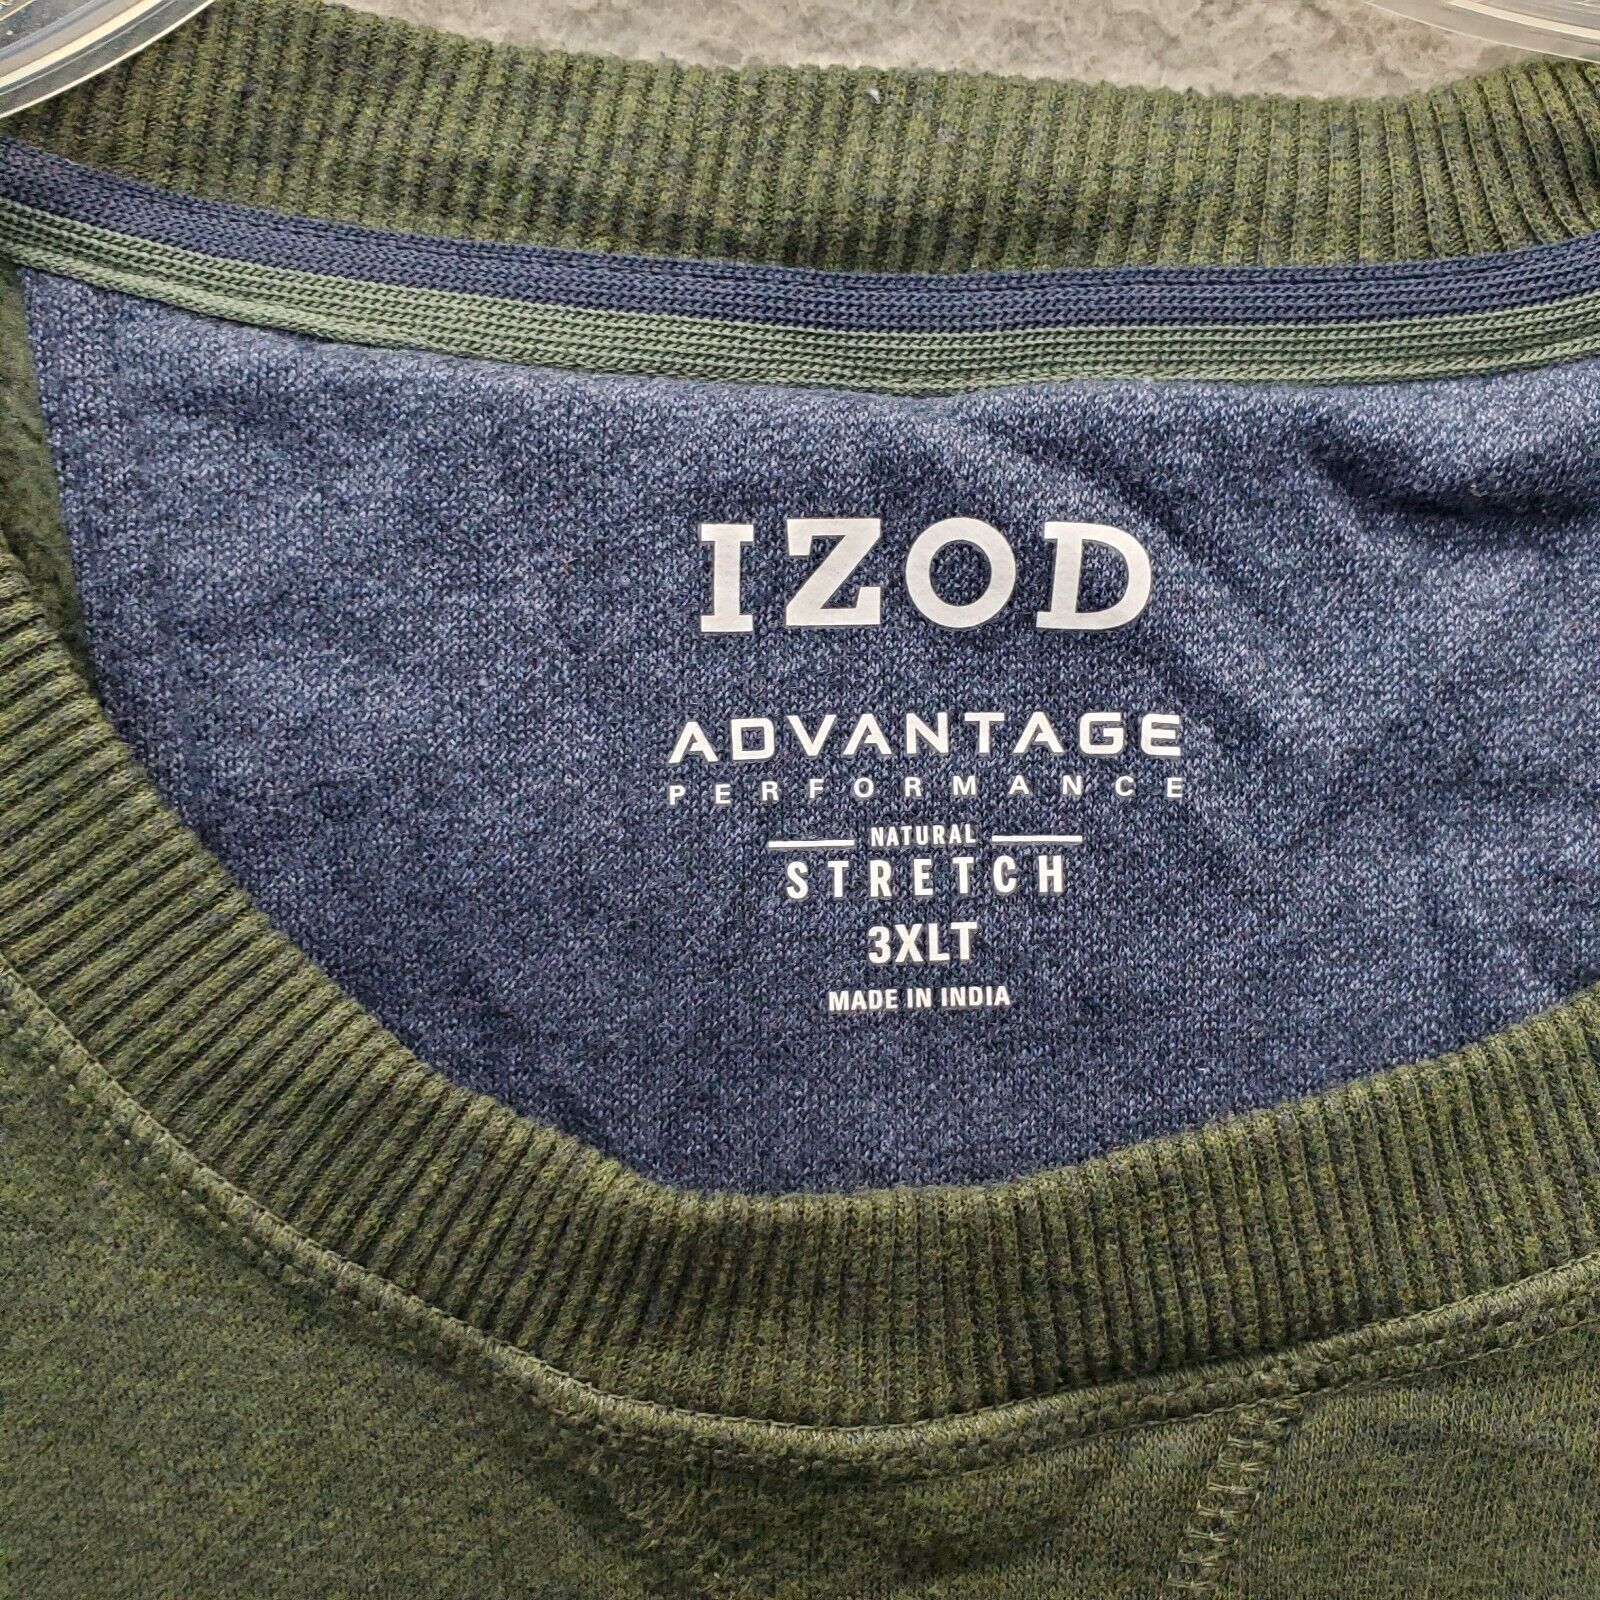 IZOD
ADVANTAGE
PERFORMANCE
NATURAL
STRETCH
3XLT
MADE IN INDIA